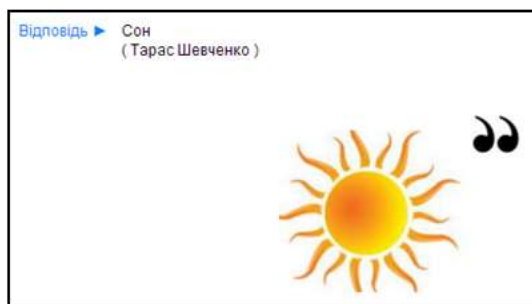 Відповідь ► Сон
( Тарас Шевченко )
„